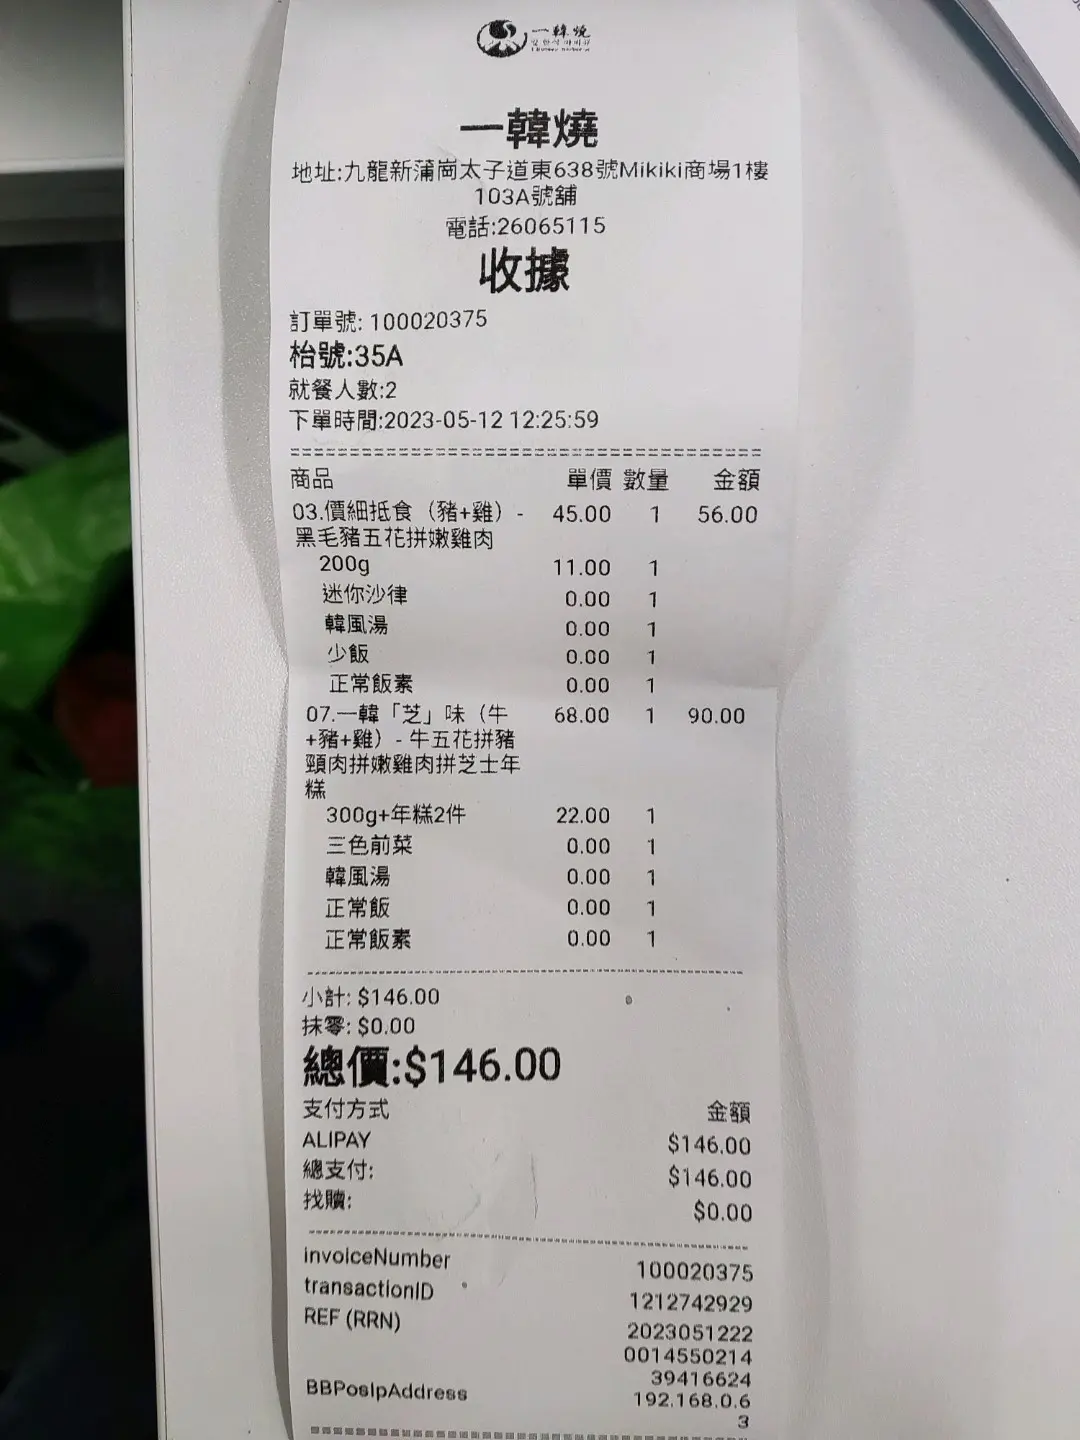 一韓燒
一韓燒
地址:九龍新蒲崗太子道東638號Mikiki商場1樓
103A號舖
電話:26065115
收據
訂單號: 100020375
枱號:35A
就餐人數:2
下單時間:2023-05-12 12:25:59
商品 單價 數量 金額
03.價細抵食（豬+雞）- 45.00 1 56.00
黑毛豬五花拼嫩雞肉
200g 11.00 1
迷你沙律 0.00 1
韓風湯 0.00 1
少飯 0.00 1
正常飯素 0.00 1
07.一韓「芝」味（牛 68.00 1 90.00
+豬+雞）- 牛五花拼豬
頸肉拼嫩雞肉拼芝士年
糕
300g+年糕2件 22.00 1
三色前菜 0.00 1
韓風湯 0.00 1
正常飯 0.00 1
正常飯素 0.00 1
小計: $146.00
抹零: $0.00
總價:$146.00
支付方式 金額
ALIPAY $146.00
總支付: $146.00
找贖: $0.00
invoiceNumber 100020375
transactionID 1212742929
REF (RRN) 2023051222
0014550214
39416624
BBPosIpAddress 192.168.0.6
3